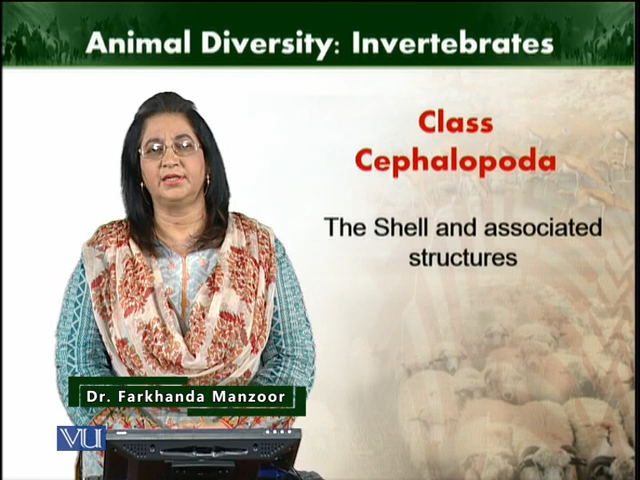 Animal Diversity: Invertebrates
Class
Cephalopoda
The Shell and associated
structures
Dr. Farkhanda Manzoor
VU